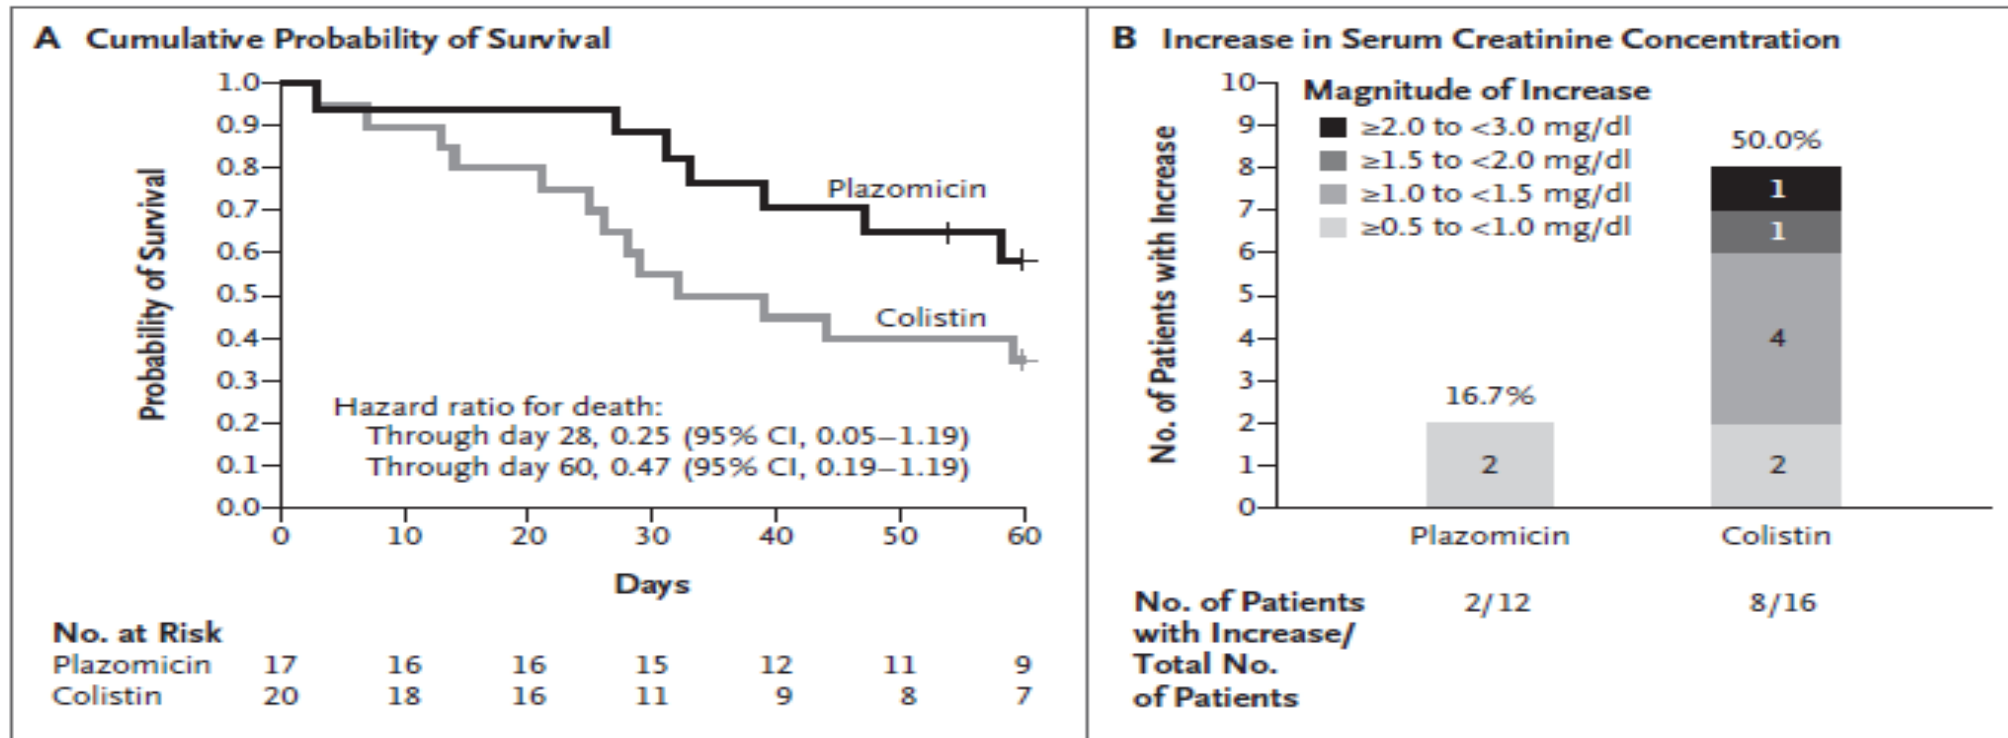 A Cumulative Probability of Survival
Probability of Survival
1.0
0.9
0.8
0.7
0.6
0.5
0.4
0.3
0.2
0.1
0.0
Plazomicin
Colistin
Hazard ratio for death:
Through day 28, 0.25 (95% CI, 0.05–1.19)
Through day 60, 0.47 (95% CI, 0.19–1.19)
0 10 20 30 40 50 60
Days
No. at Risk
Plazomicin 17 16 16 15 12 11 9
Colistin 20 18 16 11 9 8 7
B Increase in Serum Creatinine Concentration
No. of Patients with Increase
10
9
8
7
6
5
4
3
2
1
0
Magnitude of Increase
≥2.0 to <3.0 mg/dl
≥1.5 to <2.0 mg/dl
≥1.0 to <1.5 mg/dl
≥0.5 to <1.0 mg/dl
16.7%
2
50.0%
1
1
4
2
Plazomicin Colistin
No. of Patients 2/12 8/16
with Increase/
Total No.
of Patients